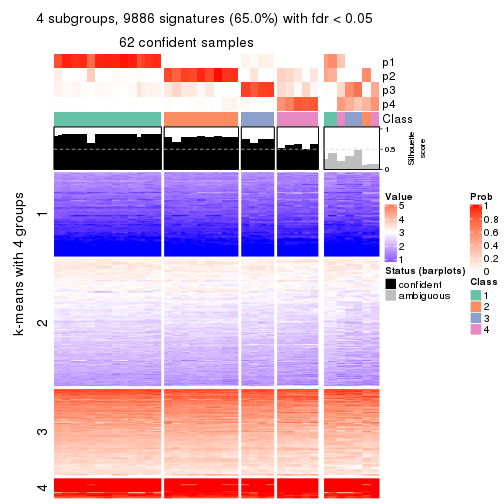 4 subgroups, 9886 signatures (65.0%) with fdr < 0.05
62 confident samples
p1
p2
p3
p4
Class
1
0.5
0
Silhouette
score
k-means with 4 groups
1
2
3
4
Value
5
4
3
2
1
Status (barplots)
confident
ambiguous
Prob
1
0.8
0.6
0.4
0.2
0
Class
1
2
3
4